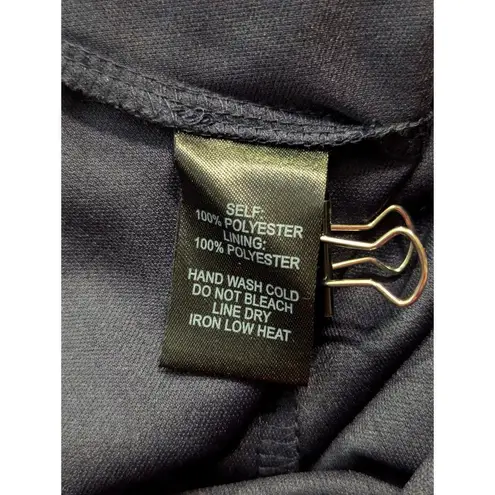 SELF:
100% POLYESTER
LINING:
100% POLYESTER
HAND WASH COLD
DO NOT BLEACH
LINE DRY
IRON LOW HEAT